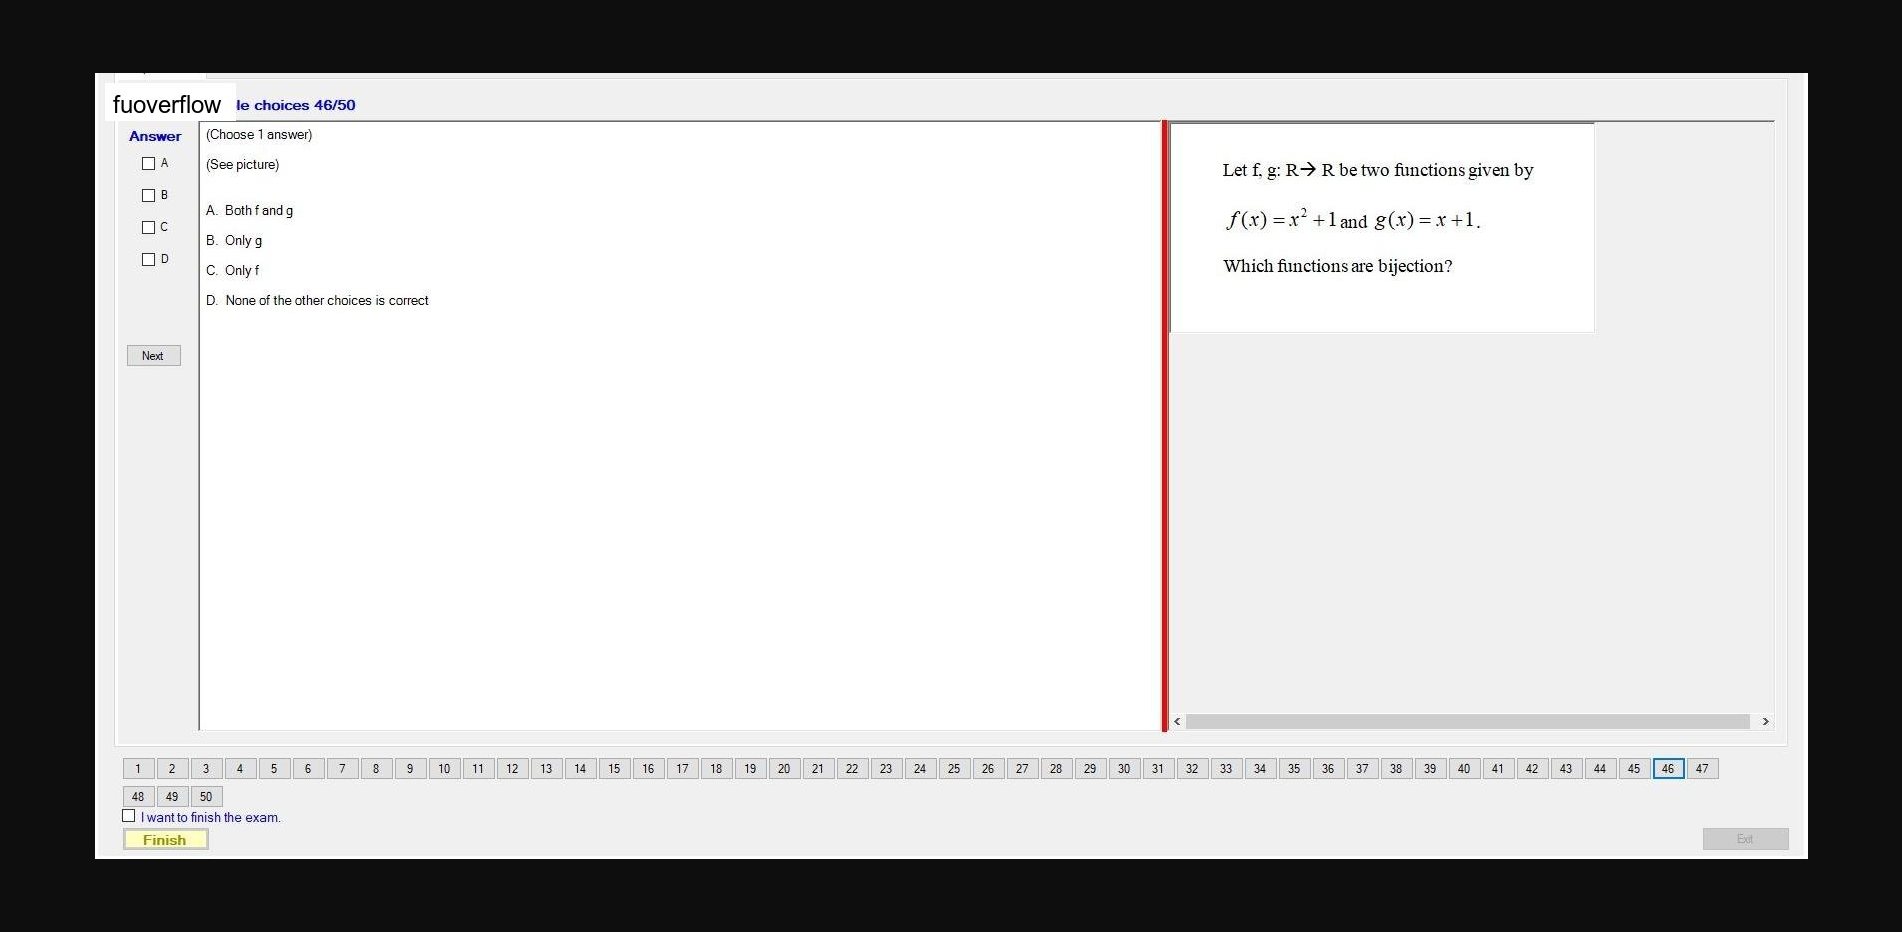 fuoverflow le choices 46/50
Answer
A
B
C
D
Next
(Choose 1 answer)
(See picture)
A. Both f and g
B. Only g
C. Only f
D. None of the other choices is correct
Let f, g: R→ R be two functions given by
f(x) = x² +1 and g(x) = x +1.
Which functions are bijection?
1 2 3 4 5 6 7 8 9 10 11 12 13 14 15 16 17 18 19 20 21 22 23 24 25 26 27 28 29 30 31 32 33 34 35 36 37 38 39 40 41 42 43 44 45 46 47
48 49 50
I want to finish the exam.
Finish
Exit